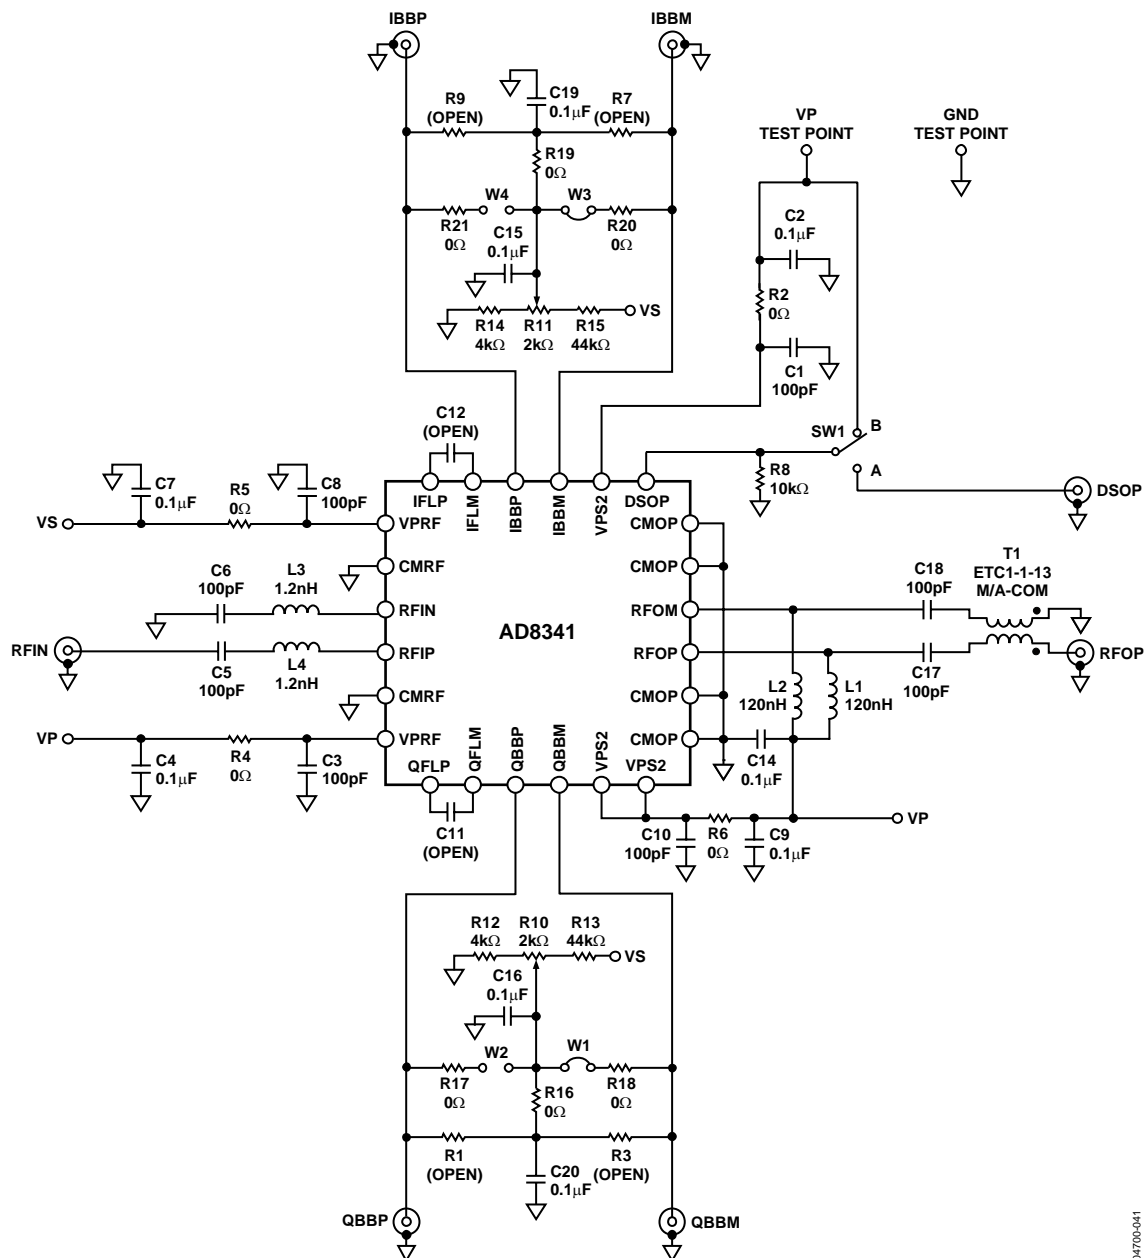 IBBP
IBBM
R9
(OPEN)
C19
0.1μF
R7
(OPEN)
VP
TEST POINT
GND
TEST POINT
R19
0Ω
W4
W3
R21
0Ω
C15
0.1μF
R20
0Ω
C2
0.1μF
R2
0Ω
VS
R14
4kΩ
R11
2kΩ
R15
44kΩ
C1
100pF
C12
(OPEN)
SW1
B
A
R8
10kΩ
DSOP
C7
0.1μF
R5
0Ω
C8
100pF
VS
IFLP
IFLM
IBBP
IBBM
VPS2
DSOP
VPRF
CMOP
CMRF
CMOP
C6
100pF
L3
1.2nH
C18
100pF
T1
ETC1-1-13
M/A-COM
RFIN
RFOM
AD8341
RFIN
RFIP
RFOP
RFOP
C5
100pF
L4
1.2nH
C17
100pF
CMRF
CMOP
L2
120nH
L1
120nH
VP
VPRF
CMOP
C4
0.1μF
R4
0Ω
C3
100pF
C14
0.1μF
QFLP
QFLM
QBBP
QBBM
VPS2
VPS2
C11
(OPEN)
C10
100pF
R6
0Ω
C9
0.1μF
VP
R12
4kΩ
R10
2kΩ
R13
44kΩ
VS
C16
0.1μF
W2
W1
R17
0Ω
R16
0Ω
R18
0Ω
R1
(OPEN)
R3
(OPEN)
C20
0.1μF
QBBP
QBBM
04700-041